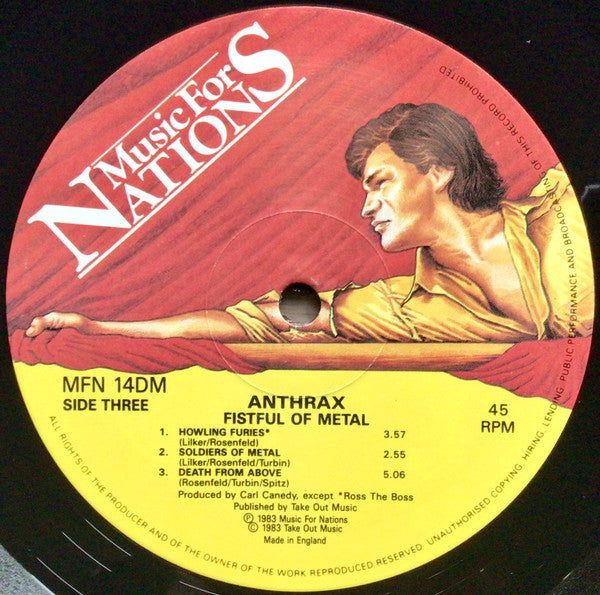 Music For
NATIONS
MFN 14DM
SIDE THREE
ANTHRAX
FISTFUL OF METAL
45
RPM
1. HOWLING FURIES* 3.57
(Lilker/Rosenfeld)
2. SOLDIERS OF METAL 2.55
(Lilker/Rosenfeld/Turbin)
3. DEATH FROM ABOVE 5.06
(Rosenfeld/Turbin/Spitz)
Produced by Carl Canedy, except *Ross The Boss
Published by Take Out Music
Ⓟ 1983 Music For Nations
© 1983 Take Out Music
Made in England
ALL RIGHTS OF THE PRODUCER AND OF THE OWNER OF THE WORK REPRODUCED RESERVED. UNAUTHORISED COPYING. HIRING. LENDING. PUBLIC PERFORMANCE AND BROADCASTING OF THIS RECORD PROHIBITED